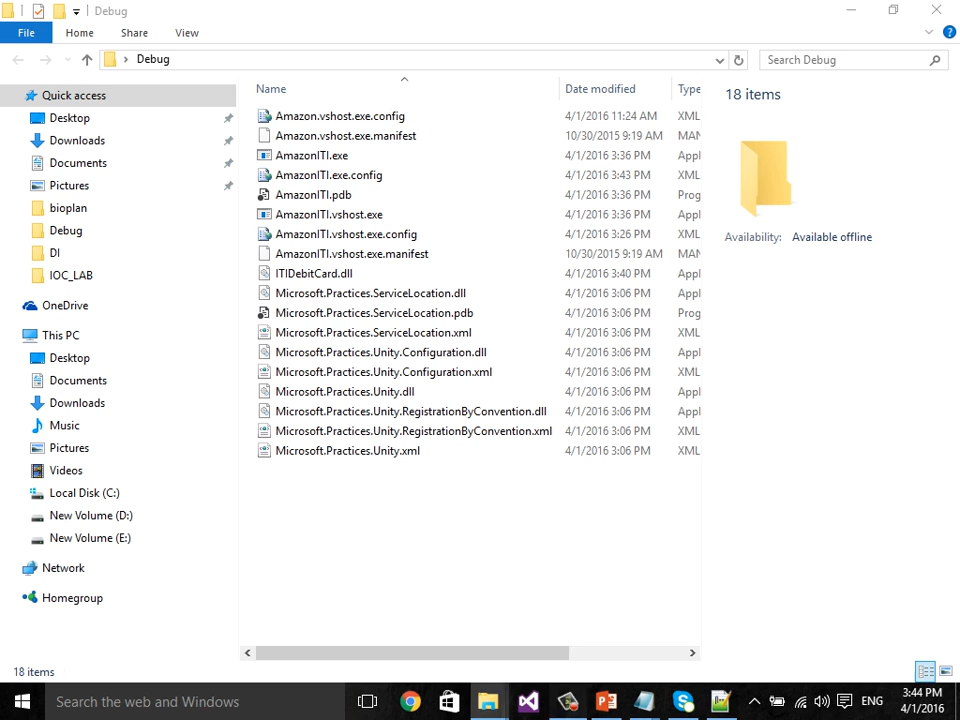 Debug
File Home Share View
Debug
Search Debug
Quick access
Desktop
Downloads
Documents
Pictures
bioplan
Debug
DI
IOC_LAB
OneDrive
This PC
Desktop
Documents
Downloads
Music
Pictures
Videos
Local Disk (C:)
New Volume (D:)
New Volume (E:)
Network
Homegroup
Name Date modified Type
Amazon.vshost.exe.config 4/1/2016 11:24 AM XML
Amazon.vshost.exe.manifest 10/30/2015 9:19 AM MAN
AmazonITI.exe 4/1/2016 3:36 PM Appl
AmazonITI.exe.config 4/1/2016 3:43 PM XML
AmazonITI.pdb 4/1/2016 3:36 PM Prog
AmazonITI.vshost.exe 4/1/2016 3:36 PM Appl
AmazonITI.vshost.exe.config 4/1/2016 3:26 PM XML
AmazonITI.vshost.exe.manifest 10/30/2015 9:19 AM MAN
ITIDebitCard.dll 4/1/2016 3:40 PM Appl
Microsoft.Practices.ServiceLocation.dll 4/1/2016 3:06 PM Appl
Microsoft.Practices.ServiceLocation.pdb 4/1/2016 3:06 PM Prog
Microsoft.Practices.ServiceLocation.xml 4/1/2016 3:06 PM XML
Microsoft.Practices.Unity.Configuration.dll 4/1/2016 3:06 PM Appl
Microsoft.Practices.Unity.Configuration.xml 4/1/2016 3:06 PM XML
Microsoft.Practices.Unity.dll 4/1/2016 3:06 PM Appl
Microsoft.Practices.Unity.RegistrationByConvention.dll 4/1/2016 3:06 PM Appl
Microsoft.Practices.Unity.RegistrationByConvention.xml 4/1/2016 3:06 PM XML
Microsoft.Practices.Unity.xml 4/1/2016 3:06 PM XML
18 items
Availability: Available offline
18 items
Search the web and Windows
ENG
3:44 PM
4/1/2016